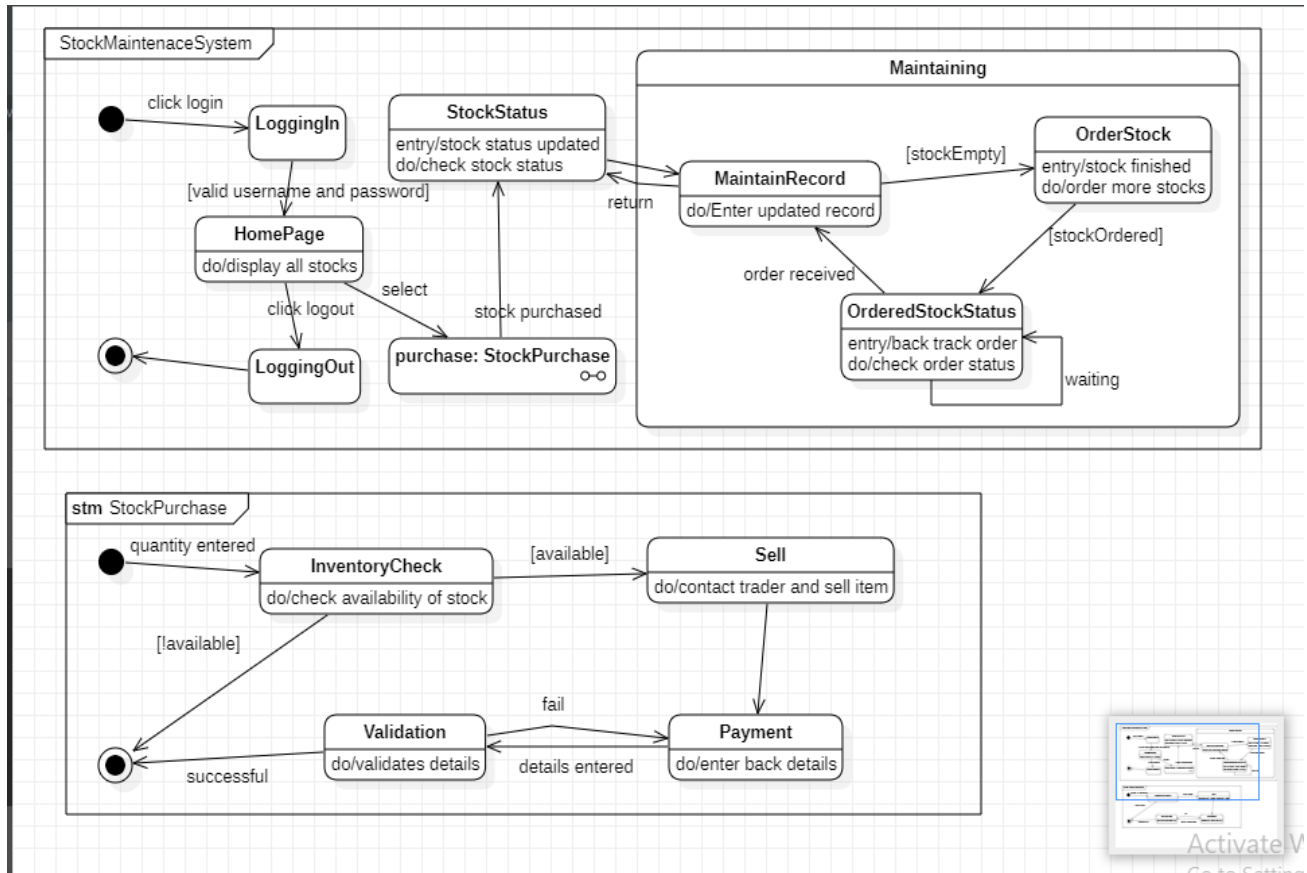 StockMaintenaceSystem
click login
LoggingIn
[valid username and password]
HomePage
do/display all stocks
click logout
LoggingOut
select
purchase: StockPurchase
stock purchased
StockStatus
entry/stock status updated
do/check stock status
return
Maintaining
MaintainRecord
do/Enter updated record
[stockEmpty]
OrderStock
entry/stock finished
do/order more stocks
[stockOrdered]
order received
OrderedStockStatus
entry/back track order
do/check order status
waiting
stm StockPurchase
quantity entered
InventoryCheck
do/check availability of stock
[available]
Sell
do/contact trader and sell item
[!available]
fail
Validation
do/validates details
Payment
do/enter back details
details entered
successful
Activate W